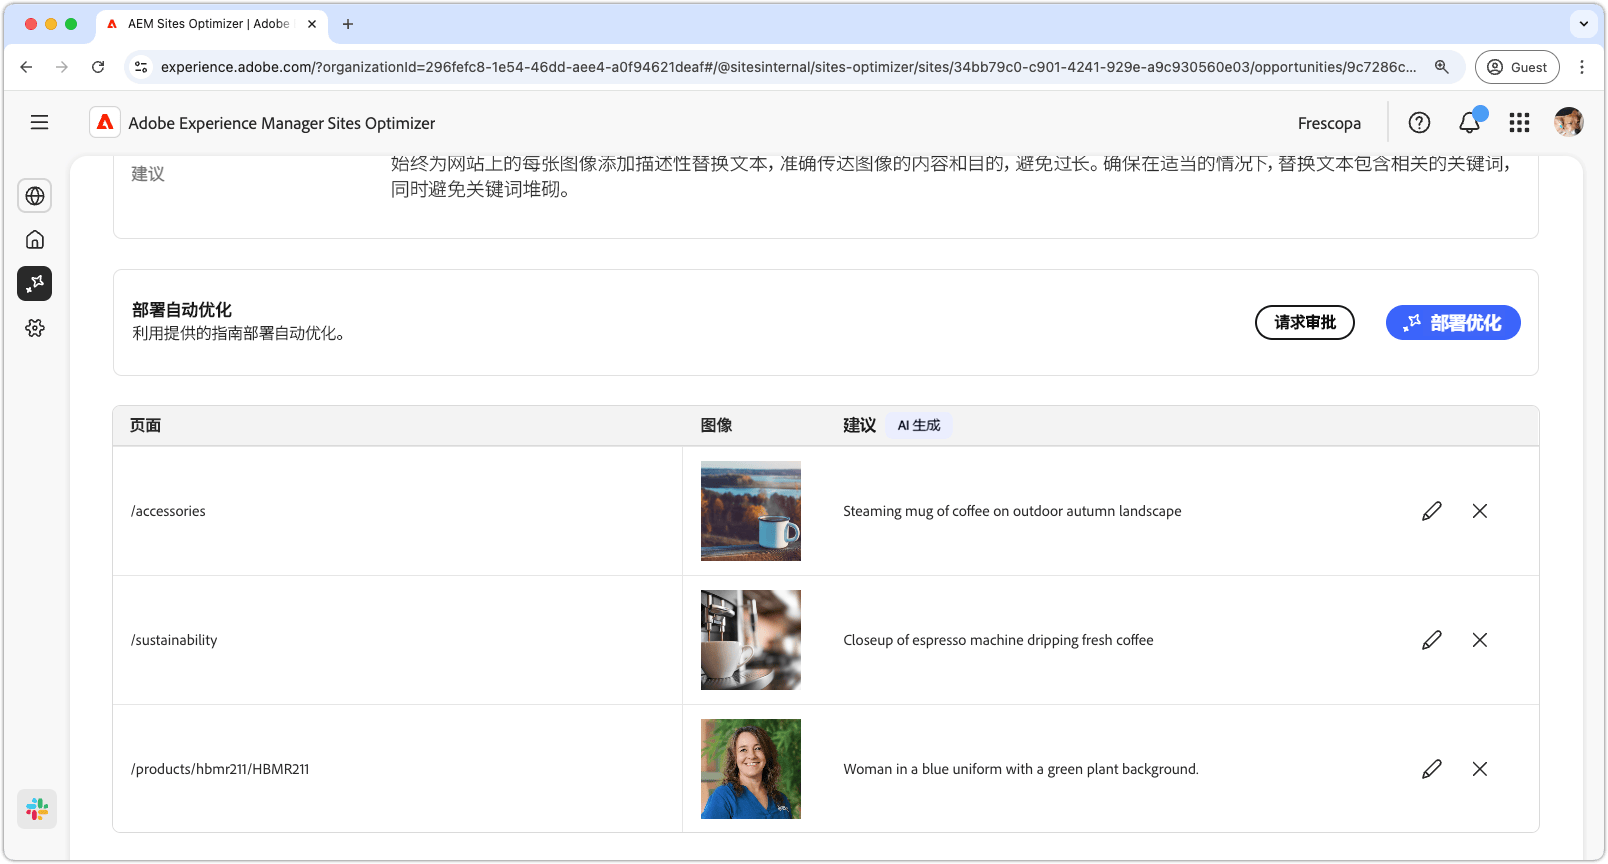 AEM Sites Optimizer | Adobe
experience.adobe.com/?organizationId=296fefc8-1e54-46dd-aee4-a0f94621deaf#/@sitesinternal/sites-optimizer/sites/34bb79c0-c901-4241-929e-a9c930560e03/opportunities/9c7286c...
Guest
Adobe Experience Manager Sites Optimizer
Frescopa
建议
始终为网站上的每张图像添加描述性替换文本，准确传达图像的内容和目的，避免过长。确保在适当的情况下，替换文本包含相关的关键词，
同时避免关键词堆砌。
部署自动优化
利用提供的指南部署自动优化。
请求审批
部署优化
页面
图像
建议
AI 生成
/accessories
Steaming mug of coffee on outdoor autumn landscape
/sustainability
Closeup of espresso machine dripping fresh coffee
/products/hbmr211/HBMR211
Woman in a blue uniform with a green plant background.